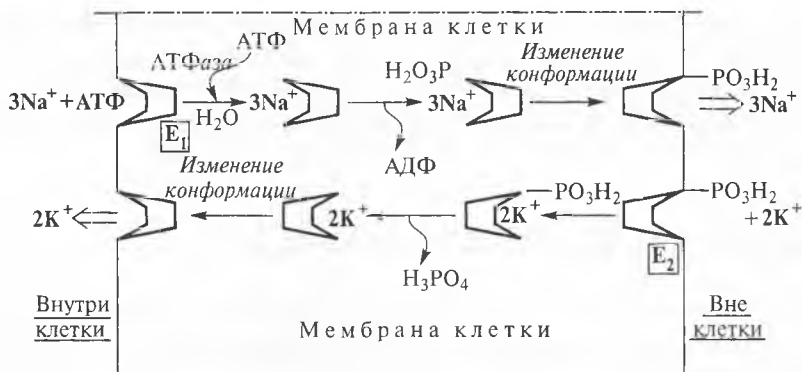 Мембрана клетки
АТФ
АТФаза
H₂O₃P
Изменение
конформации
PO₃H₂
3Na⁺ + АТФ
H₂O
3Na⁺
3Na⁺
3Na⁺
E₁
АДФ
Изменение
конформации
PO₃H₂
PO₃H₂
2K⁺
2K⁺
2K⁺
+ 2K⁺
E₂
H₃PO₄
Внутри
клетки
Мембрана клетки
Вне
клетки